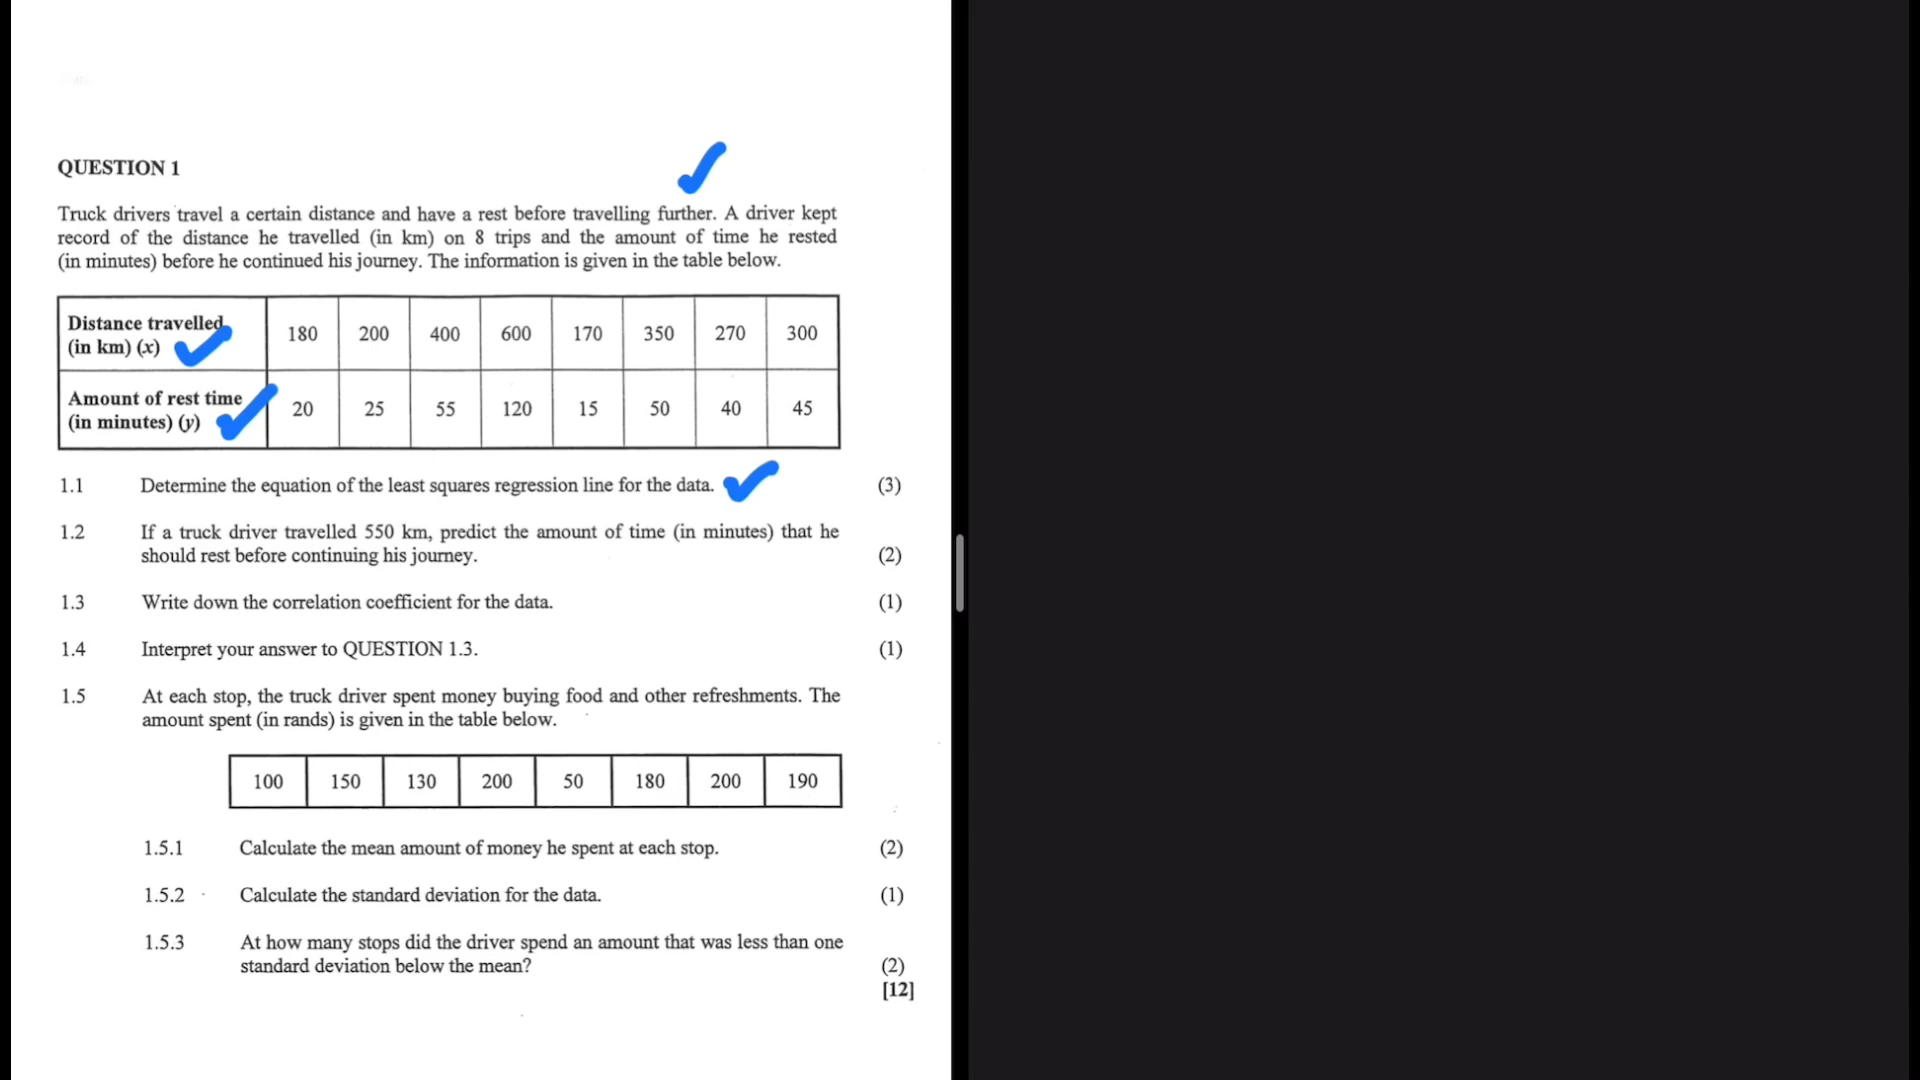 QUESTION 1
Truck drivers travel a certain distance and have a rest before travelling further. A driver kept
record of the distance he travelled (in km) on 8 trips and the amount of time he rested
(in minutes) before he continued his journey. The information is given in the table below.
Distance travelled
(in km) (x) 180 200 400 600 170 350 270 300
Amount of rest time
(in minutes) (y) 20 25 55 120 15 50 40 45
1.1 Determine the equation of the least squares regression line for the data. (3)
1.2 If a truck driver travelled 550 km, predict the amount of time (in minutes) that he
should rest before continuing his journey. (2)
1.3 Write down the correlation coefficient for the data. (1)
1.4 Interpret your answer to QUESTION 1.3. (1)
1.5 At each stop, the truck driver spent money buying food and other refreshments. The
amount spent (in rands) is given in the table below.
100 150 130 200 50 180 200 190
1.5.1 Calculate the mean amount of money he spent at each stop. (2)
1.5.2 Calculate the standard deviation for the data. (1)
1.5.3 At how many stops did the driver spend an amount that was less than one
standard deviation below the mean? (2)
[12]